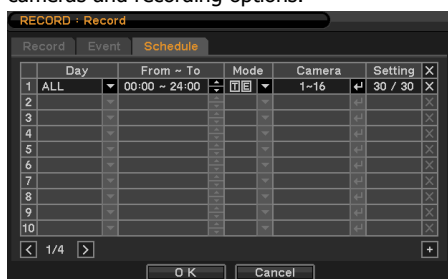 cameras and recording options.
RECORD : Record
Record Event Schedule
Day From ~ To Mode Camera Setting X
1 ALL 00:00 ~ 24:00 T E 1~16 30 / 30 X
2 X
3 X
4 X
5 X
6 X
7 X
8 X
9 X
10 X
< 1/4 > +
OK Cancel